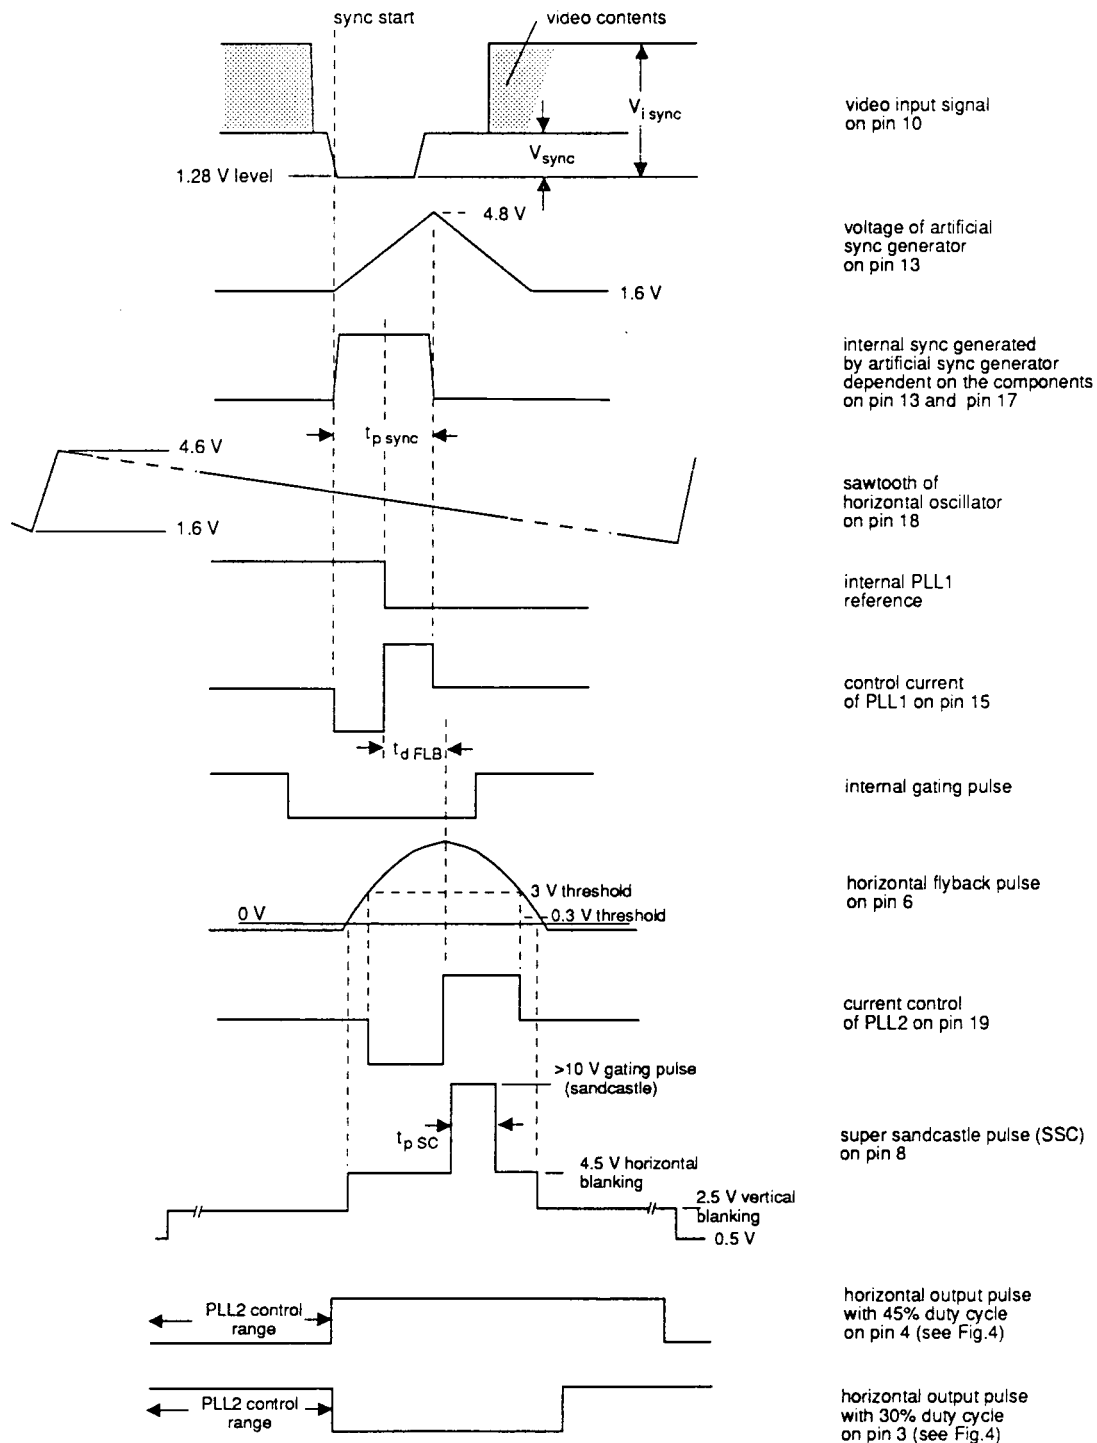 sync start
video contents
V i sync
V sync
1.28 V level
video input signal
on pin 10
4.8 V
1.6 V
voltage of artificial
sync generator
on pin 13
internal sync generated
by artificial sync generator
dependent on the components
on pin 13 and pin 17
t p sync
4.6 V
1.6 V
sawtooth of
horizontal oscillator
on pin 18
internal PLL1
reference
control current
of PLL1 on pin 15
t d FLB
internal gating pulse
3 V threshold
0 V
0.3 V threshold
horizontal flyback pulse
on pin 6
current control
of PLL2 on pin 19
>10 V gating pulse
(sandcastle)
t p SC
4.5 V horizontal
blanking
super sandcastle pulse (SSC)
on pin 8
2.5 V vertical
blanking
0.5 V
PLL2 control
range
horizontal output pulse
with 45% duty cycle
on pin 4 (see Fig.4)
PLL2 control
range
horizontal output pulse
with 30% duty cycle
on pin 3 (see Fig.4)